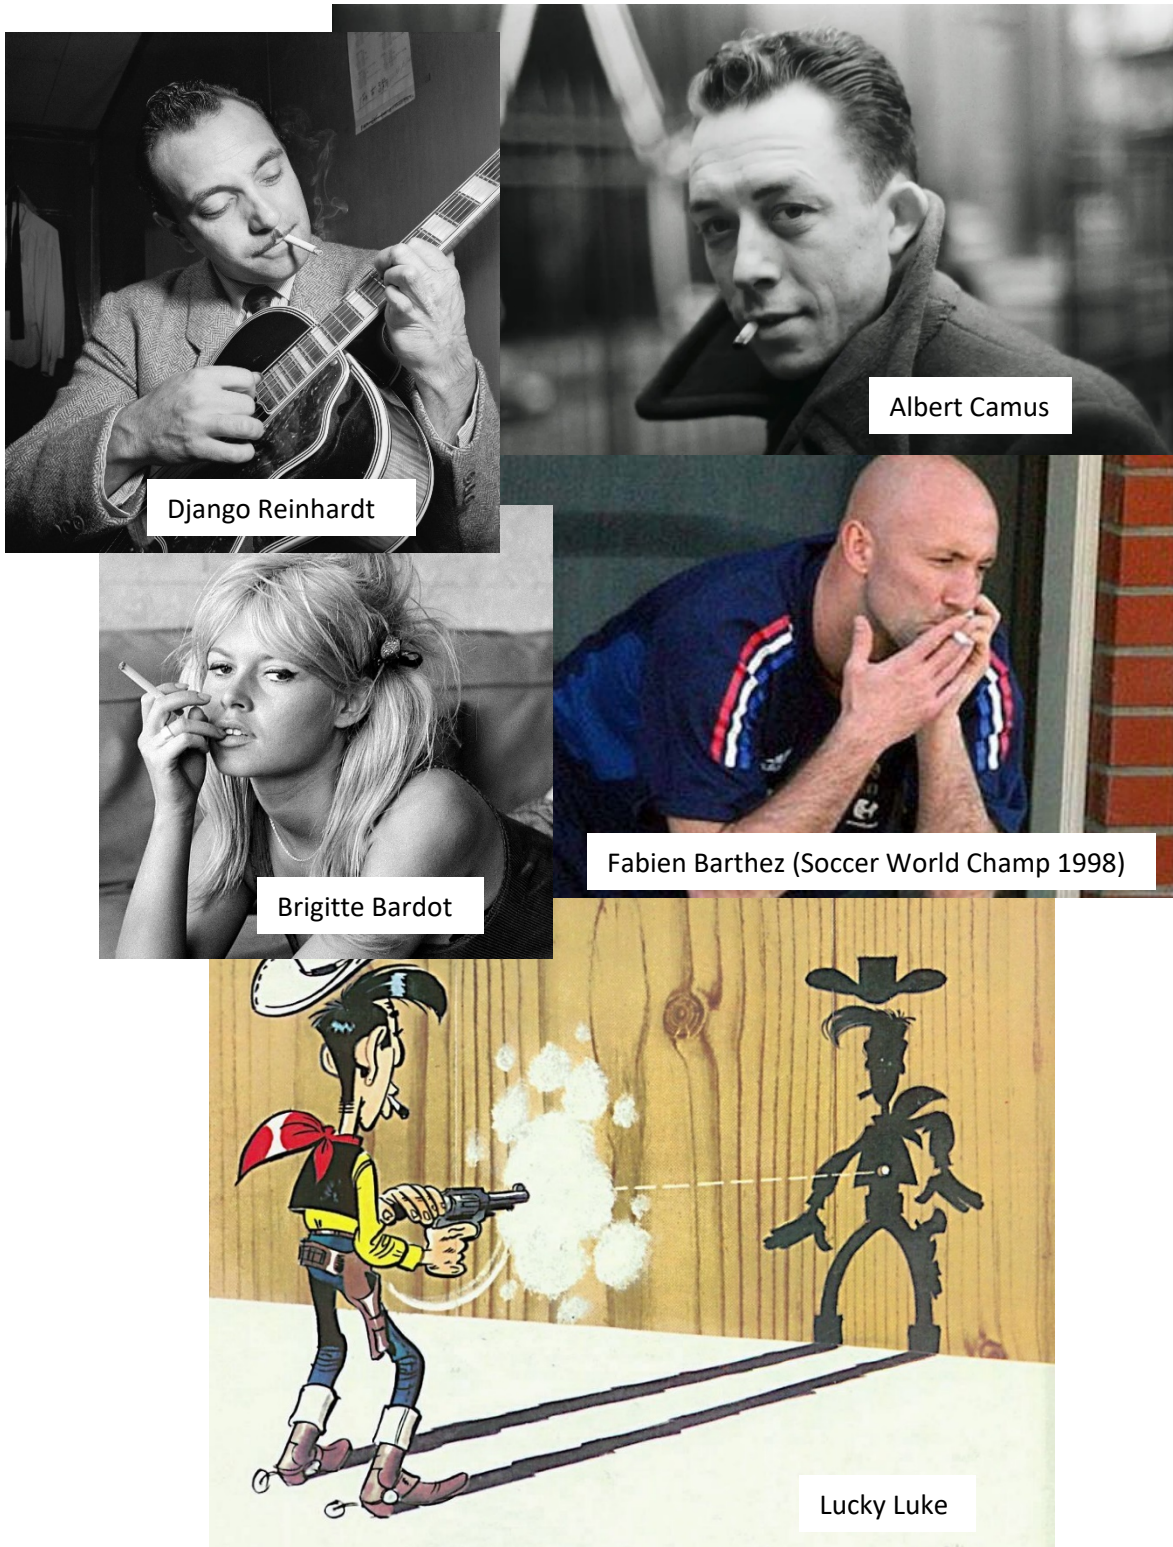 Albert Camus
Django Reinhardt
Fabien Barthez (Soccer World Champ 1998)
Brigitte Bardot
Lucky Luke